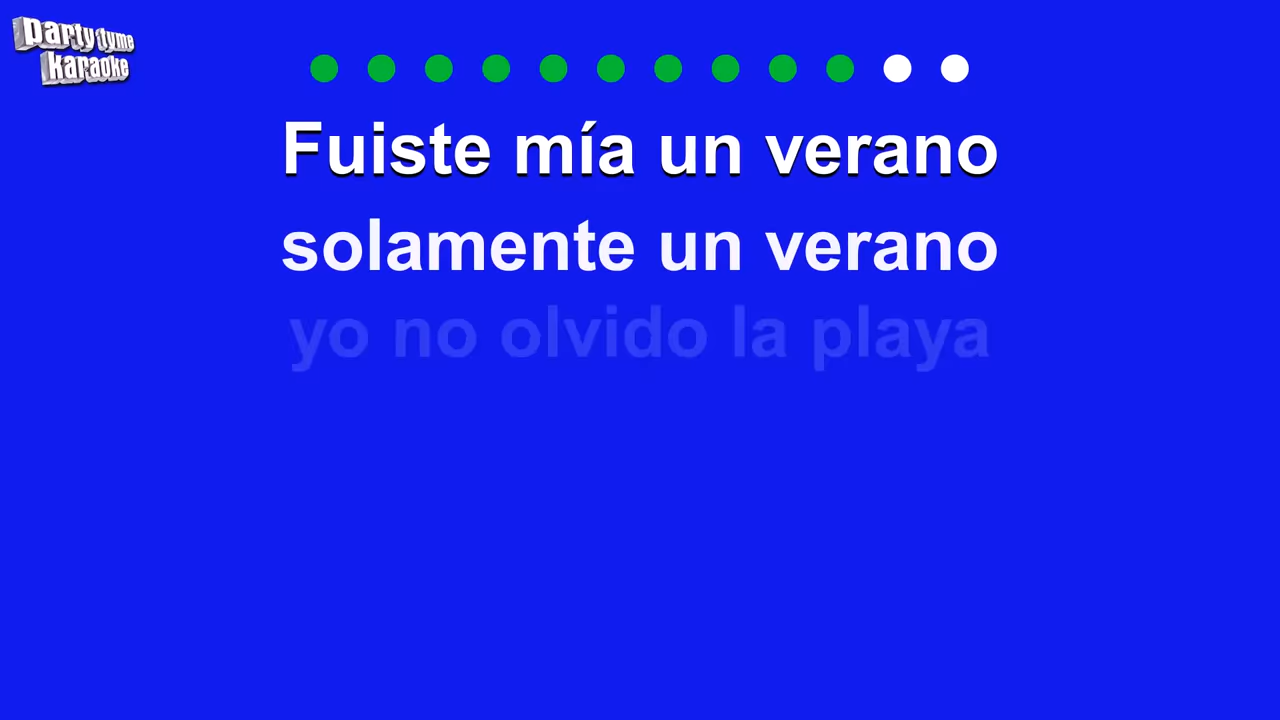 party tyme
karaoke
Fuiste mía un verano
solamente un verano
yo no olvido la playa